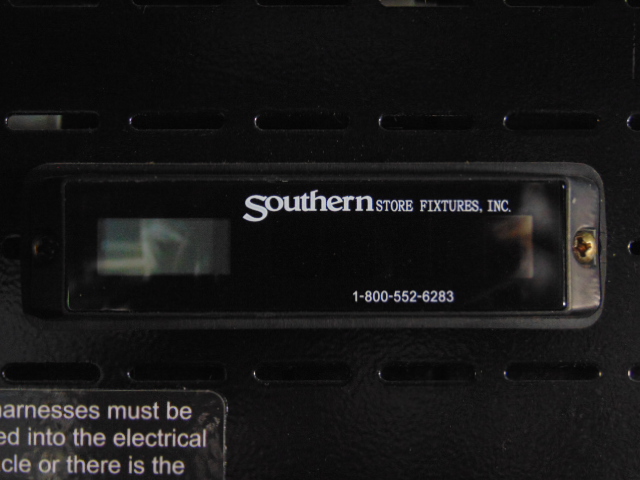 Southern STORE FIXTURES, INC.
1-800-552-6283
harnesses must be
ed into the electrical
cle or there is the